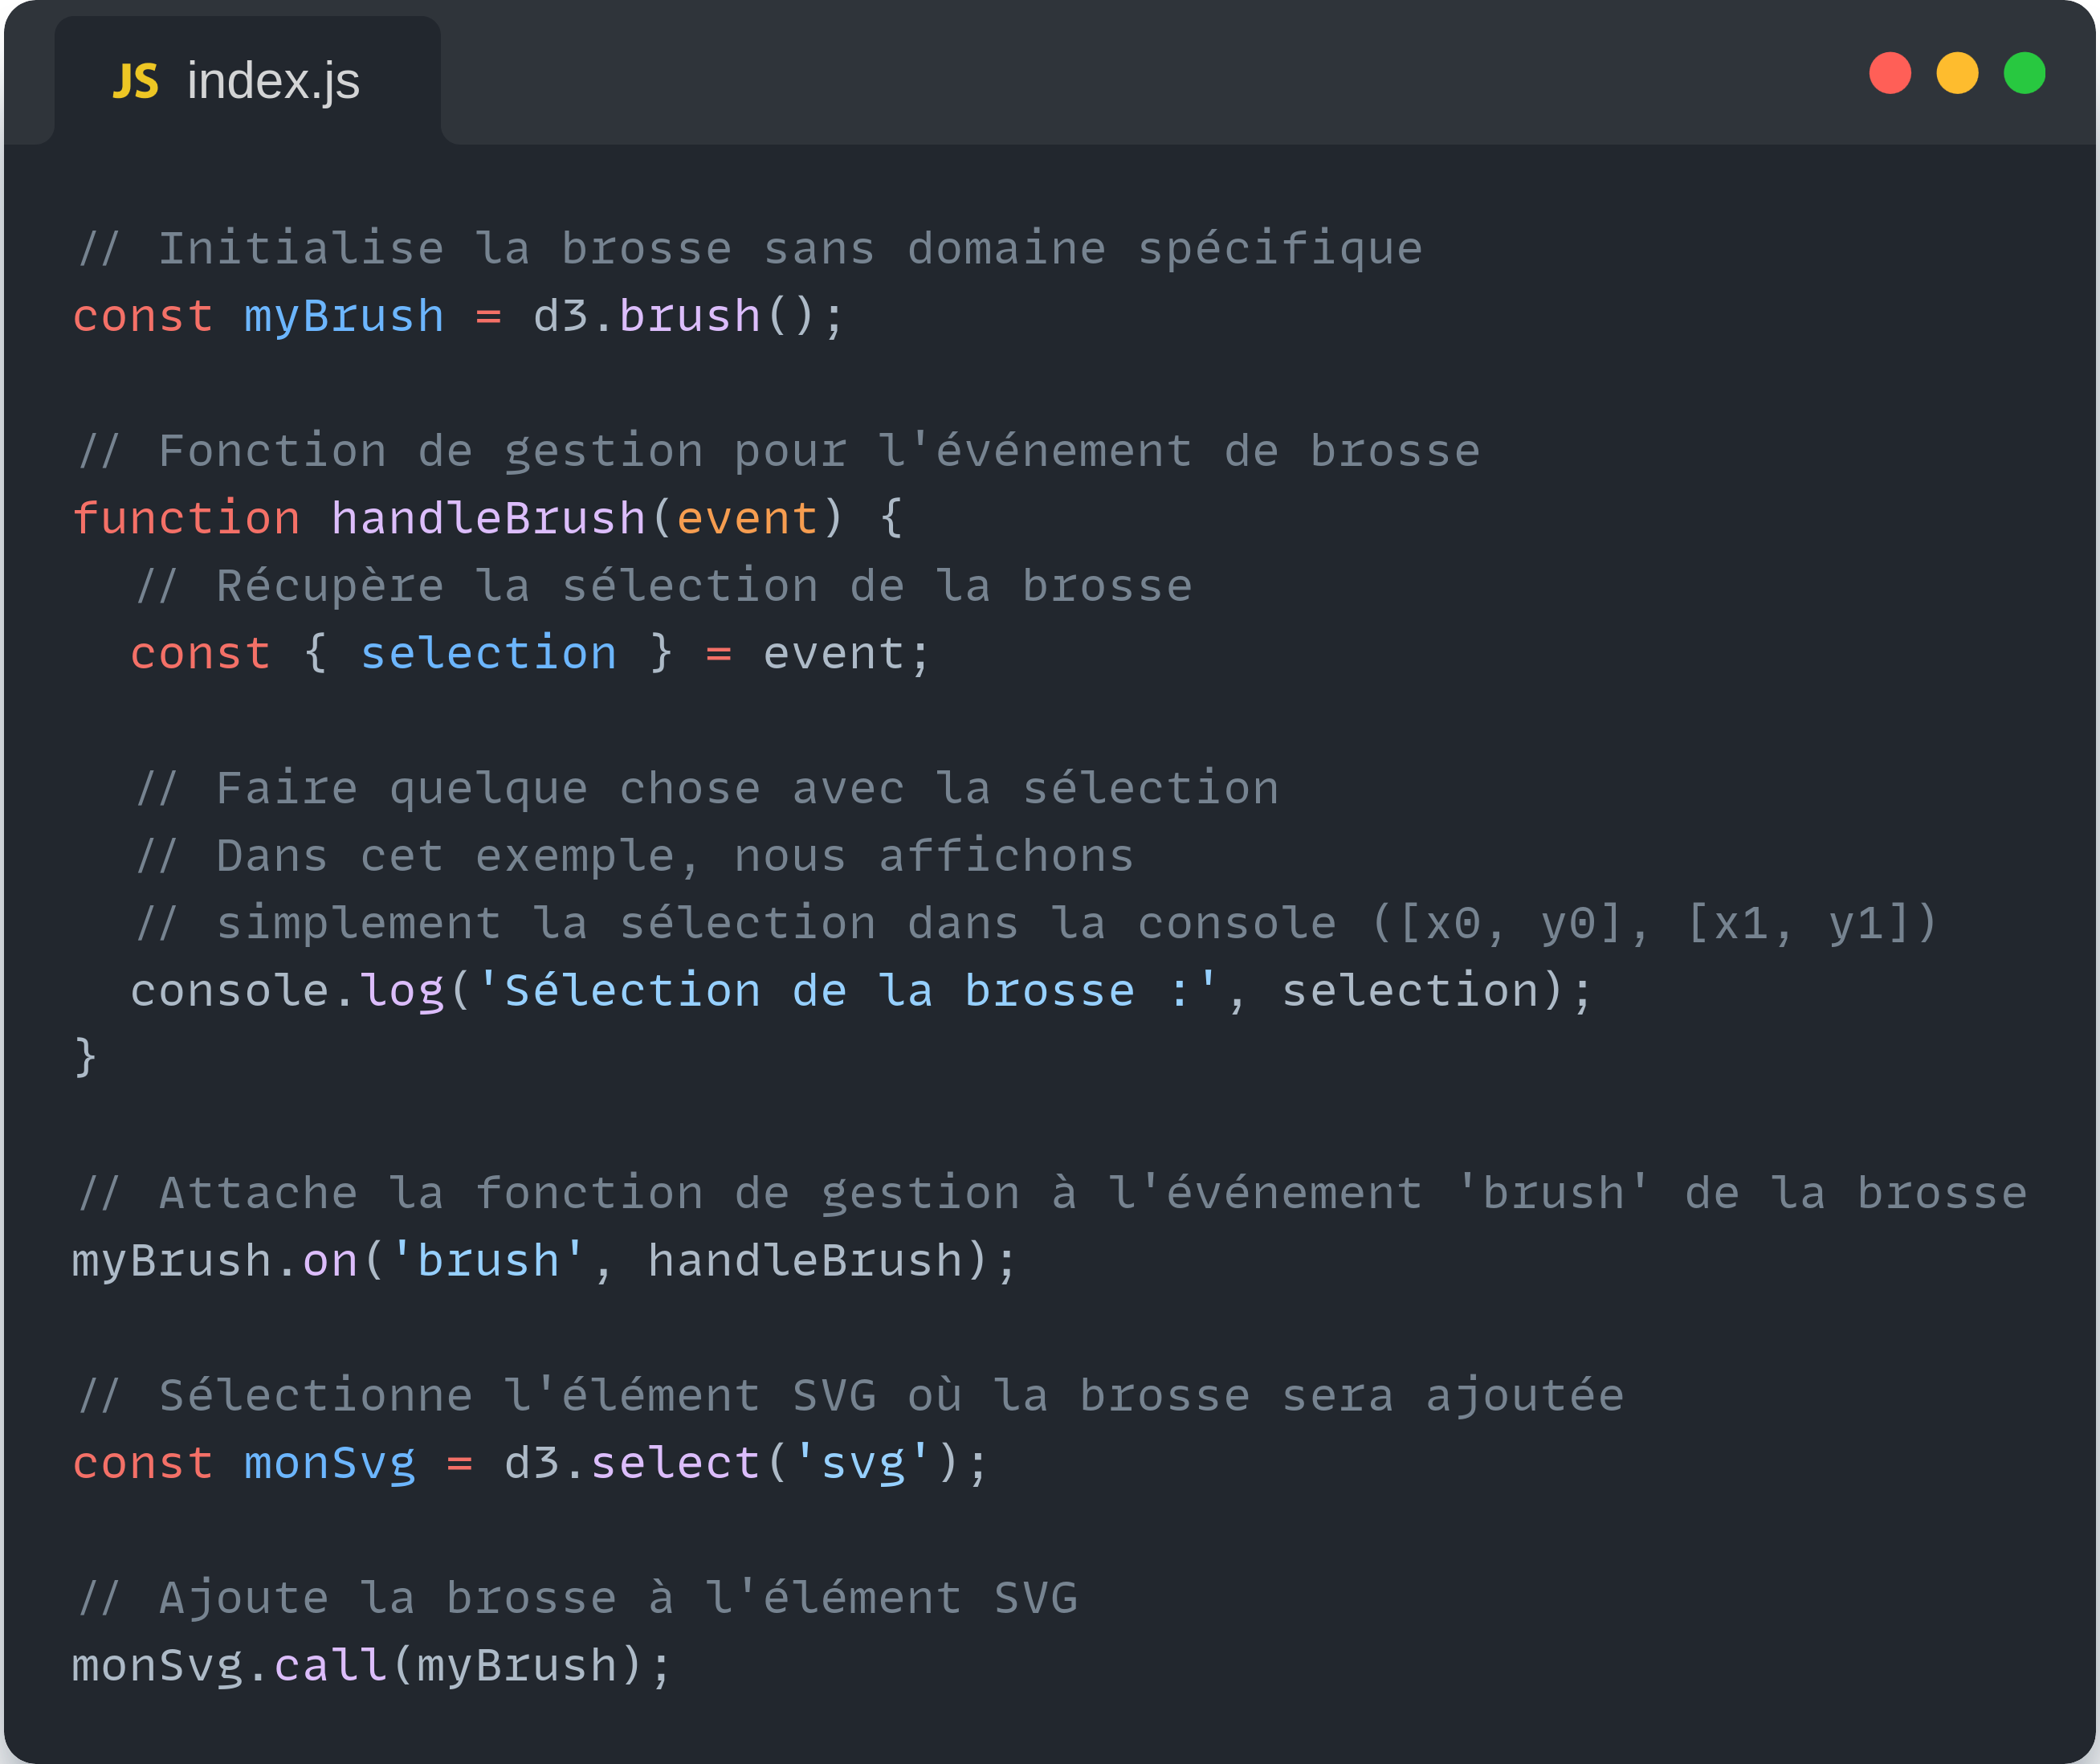 JS index.js
// Initialise la brosse sans domaine spécifique
const myBrush = d3.brush();

// Fonction de gestion pour l'événement de brosse
function handleBrush(event) {
  // Récupère la sélection de la brosse
  const { selection } = event;

  // Faire quelque chose avec la sélection
  // Dans cet exemple, nous affichons
  // simplement la sélection dans la console ([x0, y0], [x1, y1])
  console.log('Sélection de la brosse :', selection);
}

// Attache la fonction de gestion à l'événement 'brush' de la brosse
myBrush.on('brush', handleBrush);

// Sélectionne l'élément SVG où la brosse sera ajoutée
const monSvg = d3.select('svg');

// Ajoute la brosse à l'élément SVG
monSvg.call(myBrush);